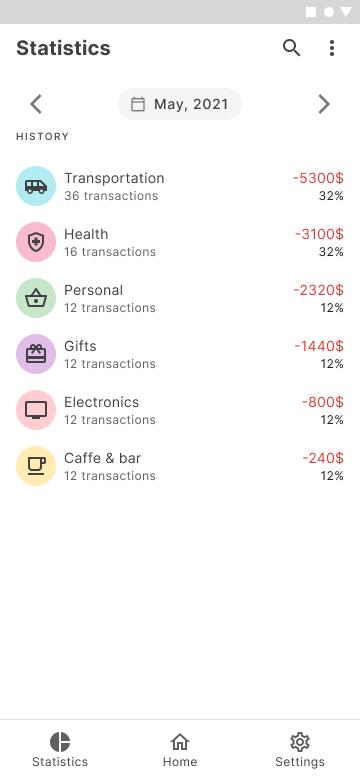 Statistics
May, 2021
HISTORY
Transportation
-5300$
36 transactions
32%
Health
-3100$
16 transactions
32%
Personal
-2320$
12 transactions
12%
Gifts
-1440$
12 transactions
12%
Electronics
-800$
12 transactions
12%
Caffe & bar
-240$
12 transactions
12%
Statistics
Home
Settings